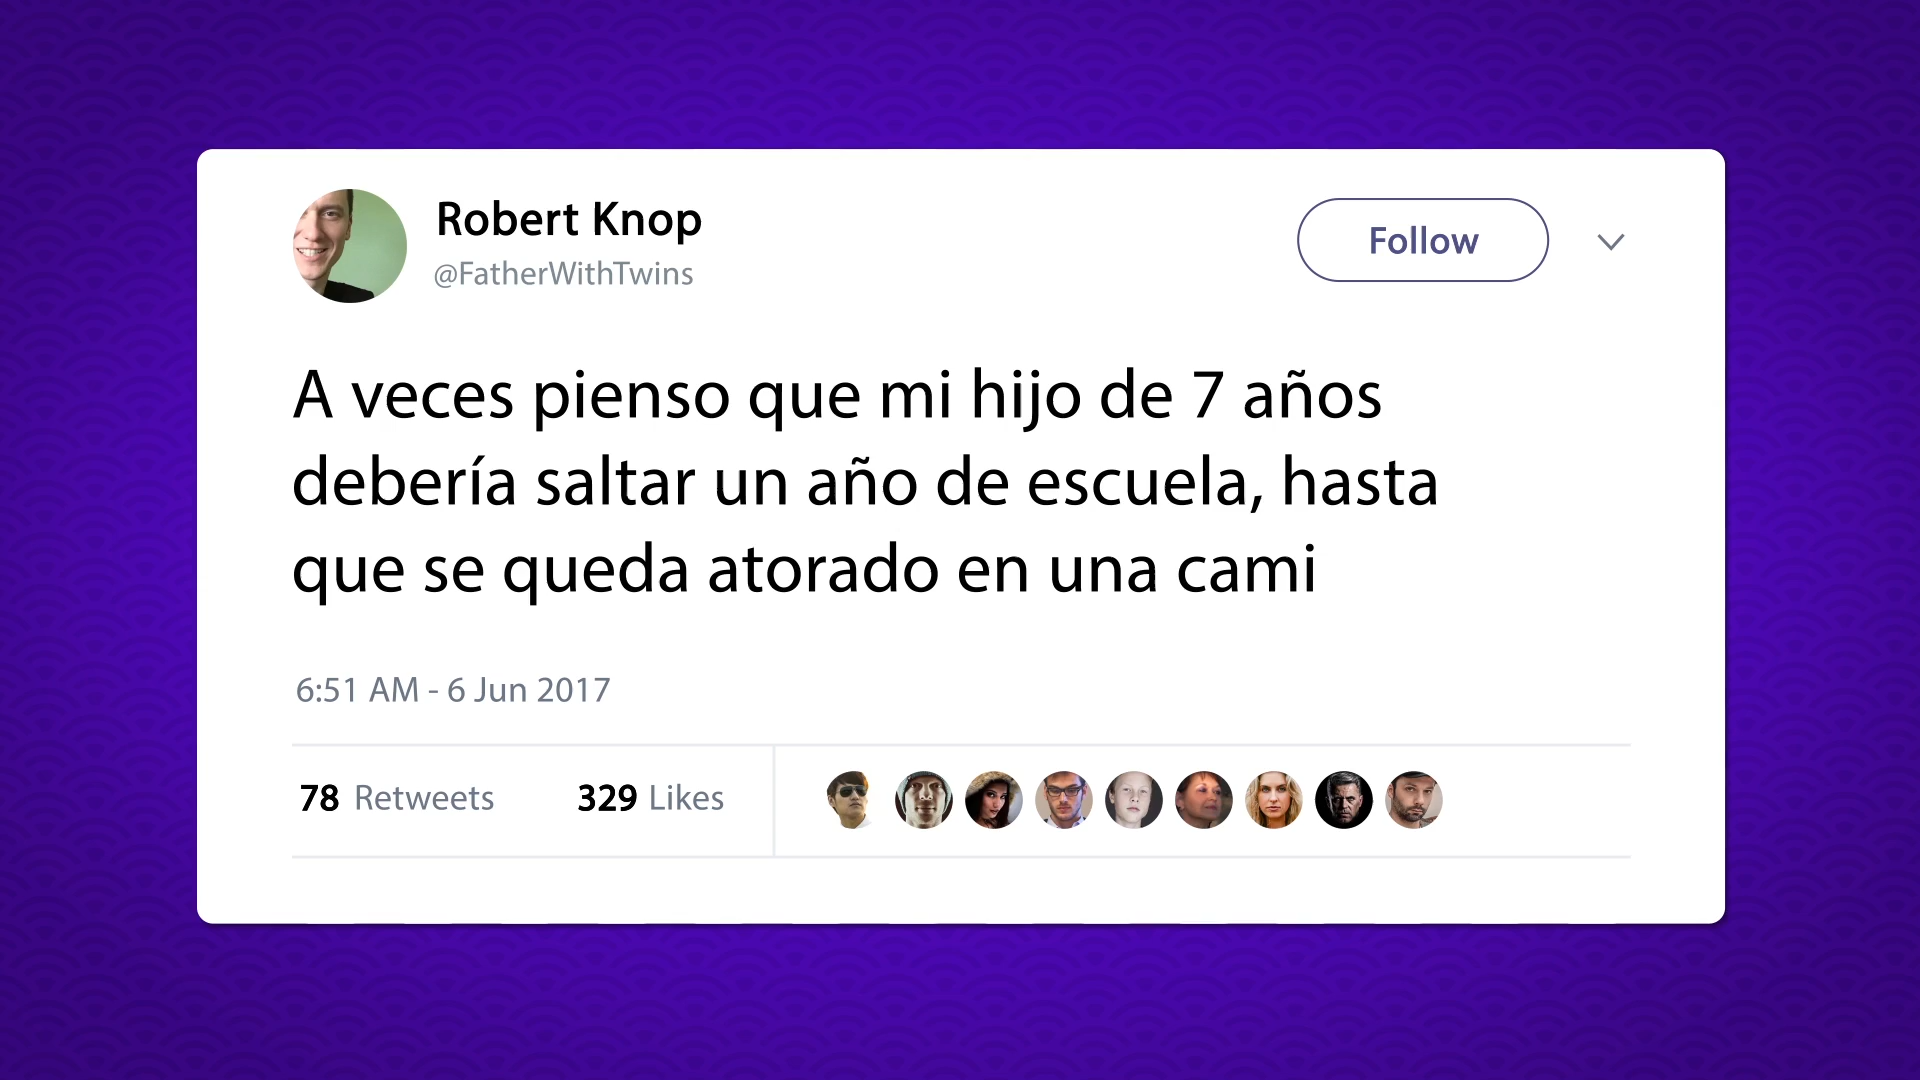 Robert Knop
@FatherWithTwins
Follow
A veces pienso que mi hijo de 7 años
debería saltar un año de escuela, hasta
que se queda atorado en una cami
6:51 AM - 6 Jun 2017
78 Retweets 329 Likes